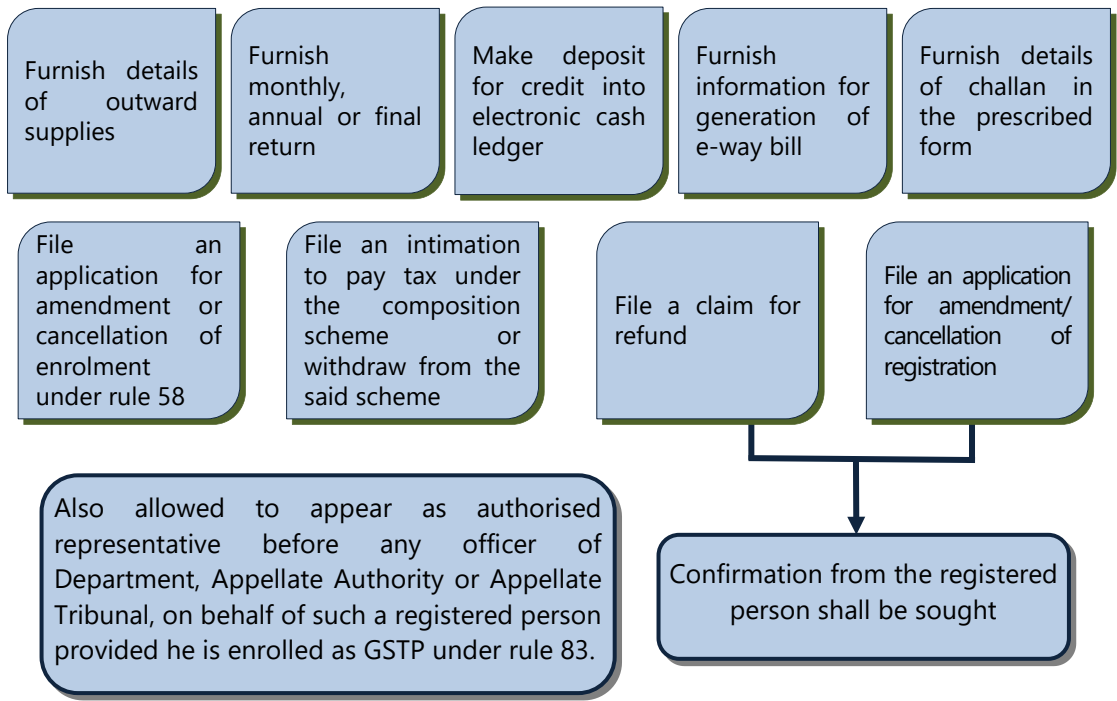 Furnish details
of outward
supplies
Furnish
monthly,
annual or final
return
Make deposit
for credit into
electronic cash
ledger
Furnish
information for
generation of
e-way bill
Furnish details
of challan in
the prescribed
form
File an
application for
amendment or
cancellation of
enrolment
under rule 58
File an intimation
to pay tax under
the composition
scheme or
withdraw from the
said scheme
File a claim for
refund
File an application
for amendment/
cancellation of
registration
Also allowed to appear as authorised
representative before any officer of
Department, Appellate Authority or Appellate
Tribunal, on behalf of such a registered person
provided he is enrolled as GSTP under rule 83.
Confirmation from the registered
person shall be sought